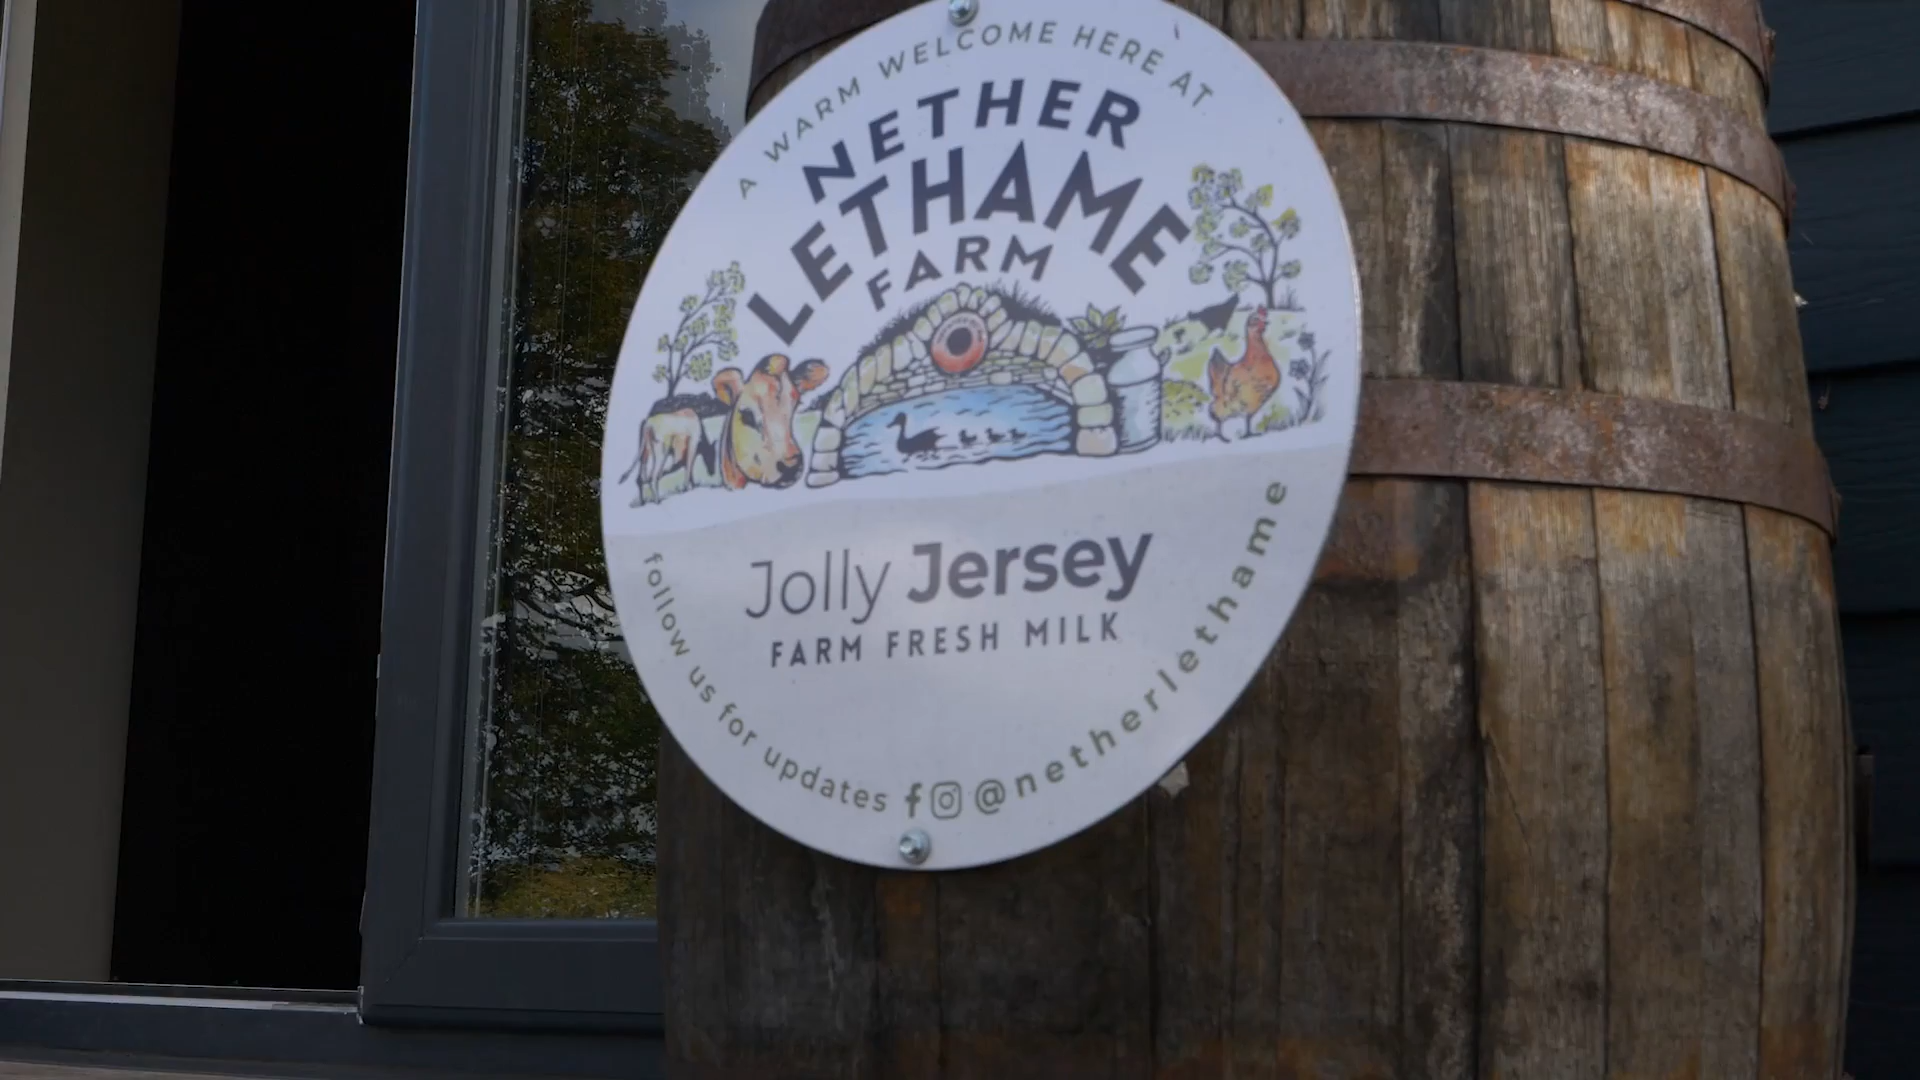 A WARM WELCOME HERE AT
NETHER
LETHAME
FARM
Jolly Jersey
FARM FRESH MILK
follow us for updates f @netherlethame